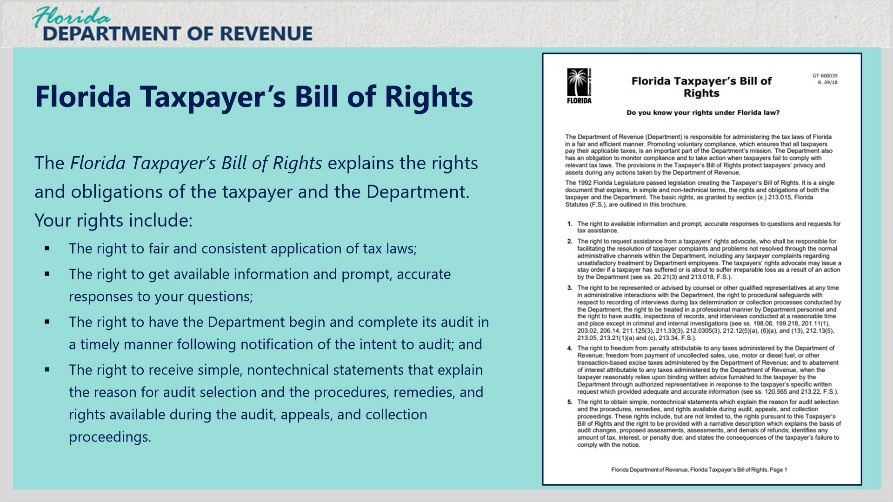 Florida
DEPARTMENT OF REVENUE
Florida Taxpayer's Bill of Rights
The Florida Taxpayer's Bill of Rights explains the rights
and obligations of the taxpayer and the Department.
Your rights include:
▪ The right to fair and consistent application of tax laws;
▪ The right to get available information and prompt, accurate
responses to your questions;
▪ The right to have the Department begin and complete its audit in
a timely manner following notification of the intent to audit; and
▪ The right to receive simple, nontechnical statements that explain
the reason for audit selection and the procedures, remedies, and
rights available during the audit, appeals, and collection
proceedings.
FLORIDA
Florida Taxpayer's Bill of
Rights
GT-800039
R. 09/18
Do you know your rights under Florida law?
The Department of Revenue (Department) is responsible for administering the tax laws of Florida
in a fair and efficient manner. Promoting voluntary compliance, which ensures that all taxpayers
pay their applicable taxes, is an important part of the Department's mission. The Department also
has an obligation to monitor compliance and to take action when taxpayers fail to comply with
relevant tax laws. The provisions in the Taxpayer's Bill of Rights protect taxpayers' privacy and
assets during any actions taken by the Department of Revenue.
The 1992 Florida Legislature passed legislation creating the Taxpayer's Bill of Rights. It is a single
document that explains, in simple and non-technical terms, the rights and obligations of both the
taxpayer and the Department. The basic rights, as granted by section (s.) 213.015, Florida
Statutes (F.S.), are outlined in this brochure.
1. The right to available information and prompt, accurate responses to questions and requests for
tax assistance.
2. The right to request assistance from a taxpayers' rights advocate, who shall be responsible for
facilitating the resolution of taxpayer complaints and problems not resolved through the normal
administrative channels within the Department, including any taxpayer complaints regarding
unsatisfactory treatment by Department employees. The taxpayers' rights advocate may issue a
stay order if a taxpayer has suffered or is about to suffer irreparable loss as a result of an action
by the Department (see ss. 20.21(3) and 213.018, F.S.).
3. The right to be represented or advised by counsel or other qualified representatives at any time
in administrative interactions with the Department, the right to procedural safeguards with
respect to recording of interviews during tax determination or collection processes conducted by
the Department, the right to be treated in a professional manner by Department personnel,
and the right to have audits, inspections of records, and interviews conducted at a reasonable time
and place except in criminal and internal investigations (see ss. 198.06, 199.218, 201.11(1),
203.02, 206.14, 211.125(3), 211.33(3), 212.0305(3), 212.12(5)(a), (6)(a), and (13), 212.13(5),
213.05, 213.21(1)(a) and (c), 213.34, F.S.).
4. The right to freedom from penalty attributable to any taxes administered by the Department of
Revenue; freedom from payment of uncollected sales, use, motor or diesel fuel, or other
transaction-based excise taxes administered by the Department of Revenue; and to abatement
of interest attributable to any taxes administered by the Department of Revenue, when the
taxpayer reasonably relies upon binding written advice furnished to the taxpayer by the
Department through authorized representatives in response to the taxpayer's specific written
request which provided adequate and accurate information (see ss. 120.565 and 213.22, F.S.).
5. The right to obtain simple, nontechnical statements which explain the reason for audit selection
and the procedures, remedies, and rights available during audit, appeals, and collection
proceedings. These rights include, but are not limited to, the rights pursuant to this Taxpayer's
Bill of Rights and the right to be provided with a narrative description which explains the basis of
audit changes, proposed assessments, assessments, and denials of refunds; identifies any
amount of tax, interest, or penalty due; and states the consequences of the taxpayer's failure to
comply with the notice.
Florida Department of Revenue, Florida Taxpayer's Bill of Rights, Page 1